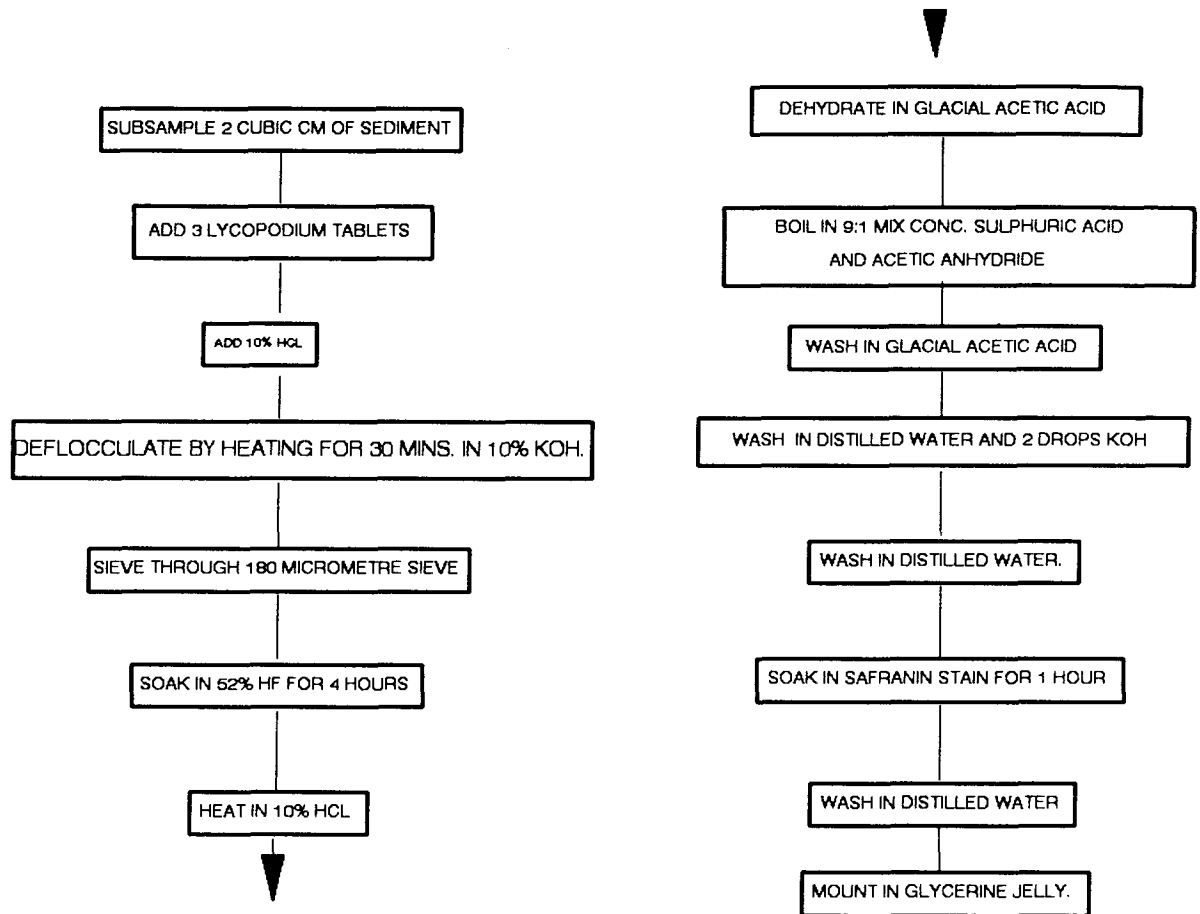 SUBSAMPLE 2 CUBIC CM OF SEDIMENT
ADD 3 LYCOPODIUM TABLETS
ADD 10% HCL
DEFLOCCULATE BY HEATING FOR 30 MINS. IN 10% KOH.
SIEVE THROUGH 180 MICROMETRE SIEVE
SOAK IN 52% HF FOR 4 HOURS
HEAT IN 10% HCL
DEHYDRATE IN GLACIAL ACETIC ACID
BOIL IN 9:1 MIX CONC. SULPHURIC ACID
AND ACETIC ANHYDRIDE
WASH IN GLACIAL ACETIC ACID
WASH IN DISTILLED WATER AND 2 DROPS KOH
WASH IN DISTILLED WATER.
SOAK IN SAFRANIN STAIN FOR 1 HOUR
WASH IN DISTILLED WATER
MOUNT IN GLYCERINE JELLY.